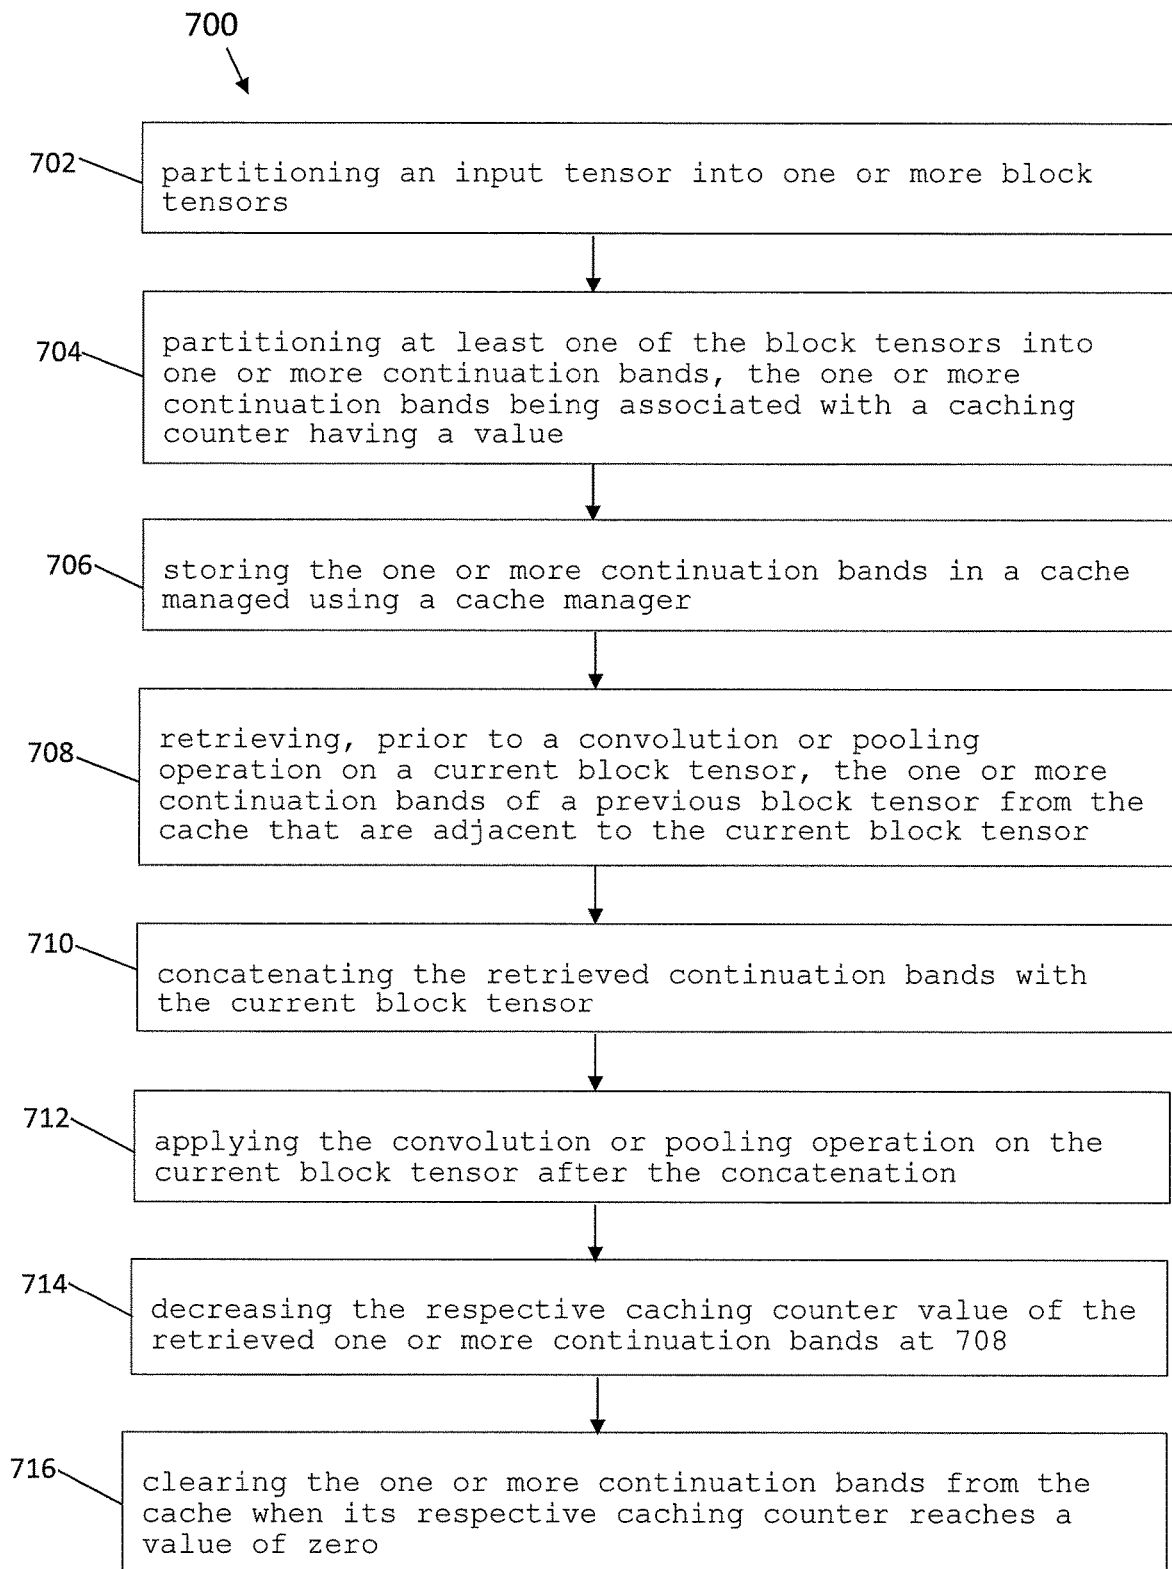 700
702
partitioning an input tensor into one or more block
tensors
704
partitioning at least one of the block tensors into
one or more continuation bands, the one or more
continuation bands being associated with a caching
counter having a value
706
storing the one or more continuation bands in a cache
managed using a cache manager
708
retrieving, prior to a convolution or pooling
operation on a current block tensor, the one or more
continuation bands of a previous block tensor from the
cache that are adjacent to the current block tensor
710
concatenating the retrieved continuation bands with
the current block tensor
712
applying the convolution or pooling operation on the
current block tensor after the concatenation
714
decreasing the respective caching counter value of the
retrieved one or more continuation bands at 708
716
clearing the one or more continuation bands from the
cache when its respective caching counter reaches a
value of zero